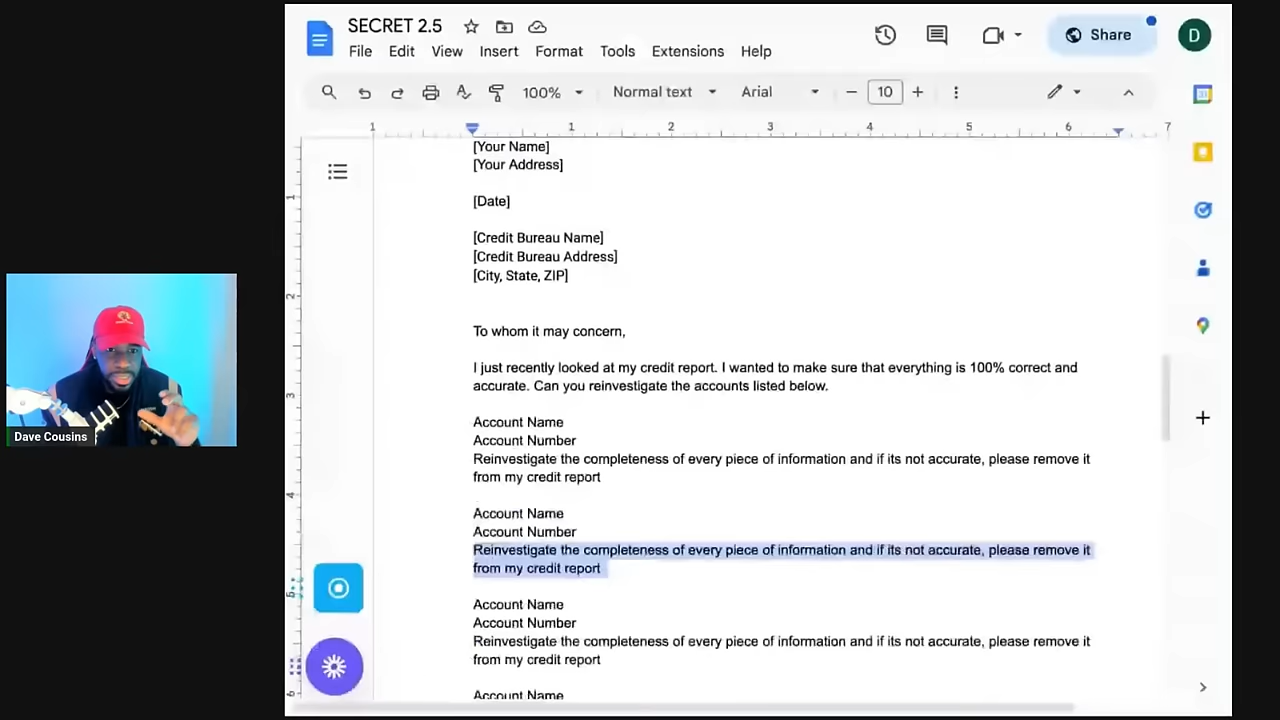 SECRET 2.5
File Edit View Insert Format Tools Extensions Help
Share
D
100% Normal text Arial 10
1 1 2 3 4 5 6 7
[Your Name]
[Your Address]
1
[Date]
[Credit Bureau Name]
[Credit Bureau Address]
[City, State, ZIP]
2
To whom it may concern,
I just recently looked at my credit report. I wanted to make sure that everything is 100% correct and
accurate. Can you reinvestigate the accounts listed below.
3
Account Name
Account Number
Reinvestigate the completeness of every piece of information and if its not accurate, please remove it
from my credit report
4
Account Name
Account Number
Reinvestigate the completeness of every piece of information and if its not accurate, please remove it
from my credit report
5
Account Name
Account Number
Reinvestigate the completeness of every piece of information and if its not accurate, please remove it
from my credit report
6
Account Name
Dave Cousins
31